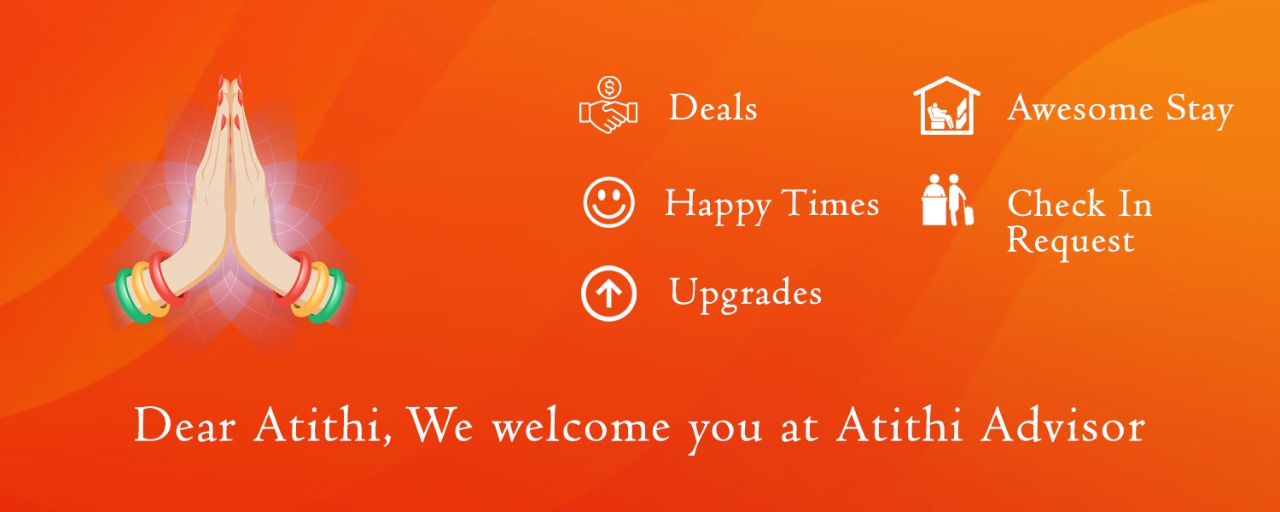 $
Deals
Awesome Stay
Happy Times
Check In
Request
Upgrades
Dear Atithi, We welcome you at Atithi Advisor